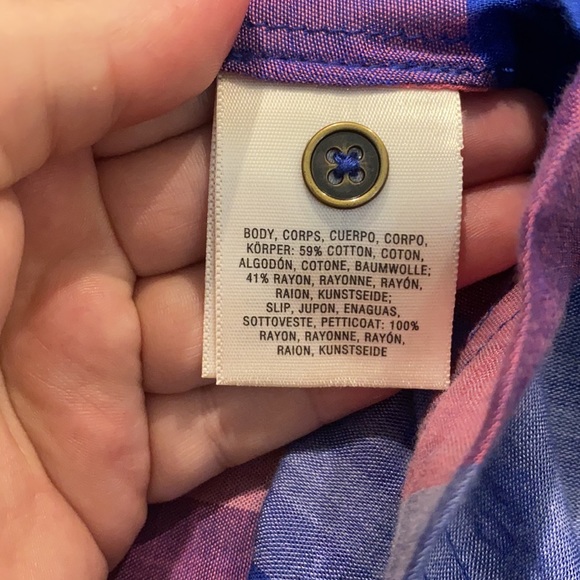 BODY, CORPS, CUERPO, CORPO,
KÖRPER: 59% COTTON, COTON,
ALGODÓN, COTONE, BAUMWOLLE;
41% RAYON, RAYONNE, RAYÓN,
RAION, KUNSTSEIDE;
SLIP, JUPON, ENAGUAS,
SOTTOVESTE, PETTICOAT: 100%
RAYON, RAYONNE, RAYÓN,
RAION, KUNSTSEIDE